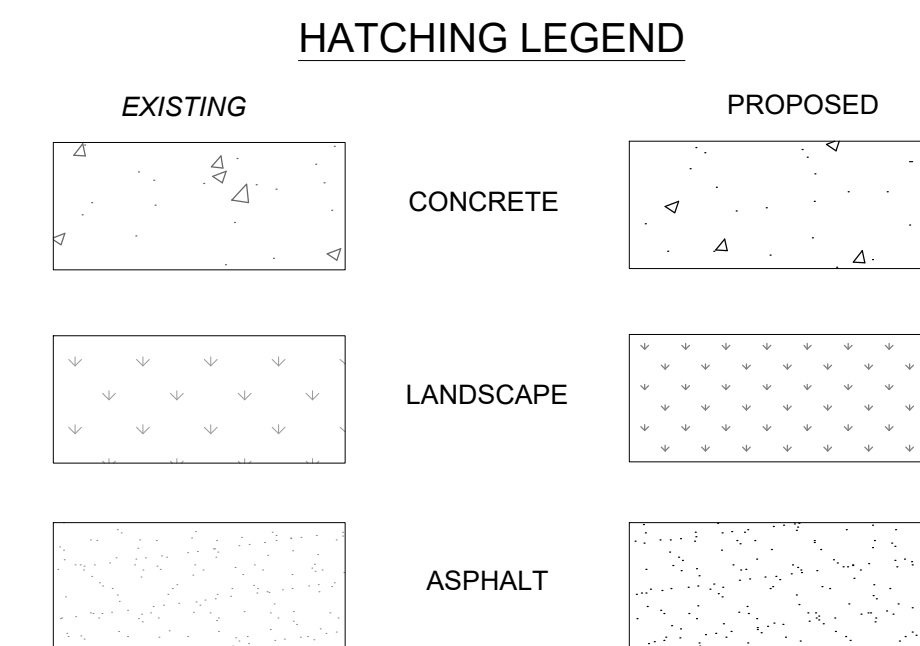 HATCHING LEGEND
EXISTING
PROPOSED
CONCRETE
LANDSCAPE
ASPHALT